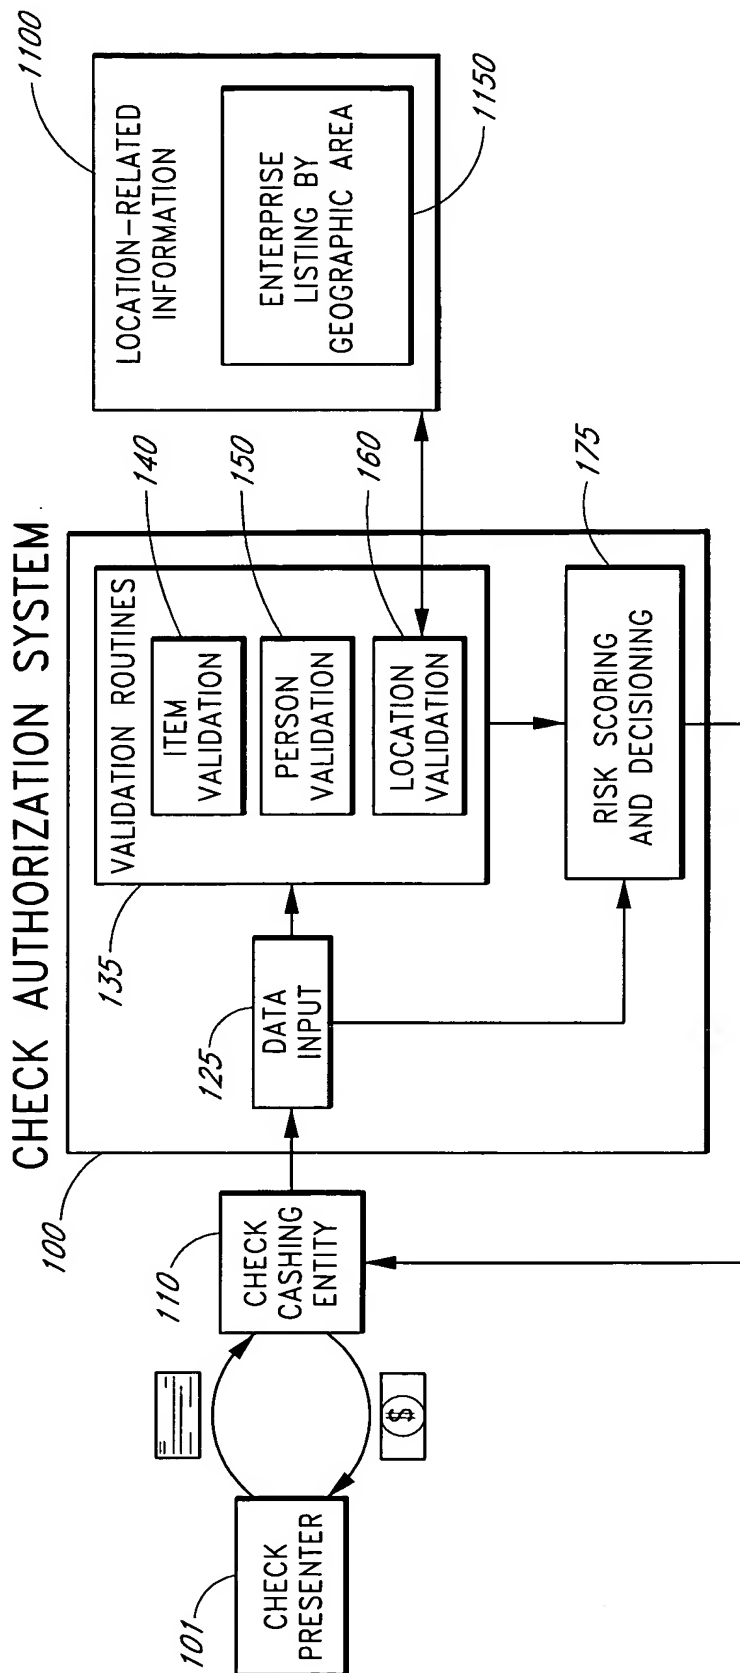 CHECK AUTHORIZATION SYSTEM
100
101
CHECK
PRESENTER
$
110
CHECK
CASHING
ENTITY
125
DATA
INPUT
135
VALIDATION ROUTINES
140
ITEM
VALIDATION
150
PERSON
VALIDATION
160
LOCATION
VALIDATION
175
RISK SCORING
AND DECISIONING
1100
LOCATION-RELATED
INFORMATION
1150
ENTERPRISE
LISTING BY
GEOGRAPHIC AREA